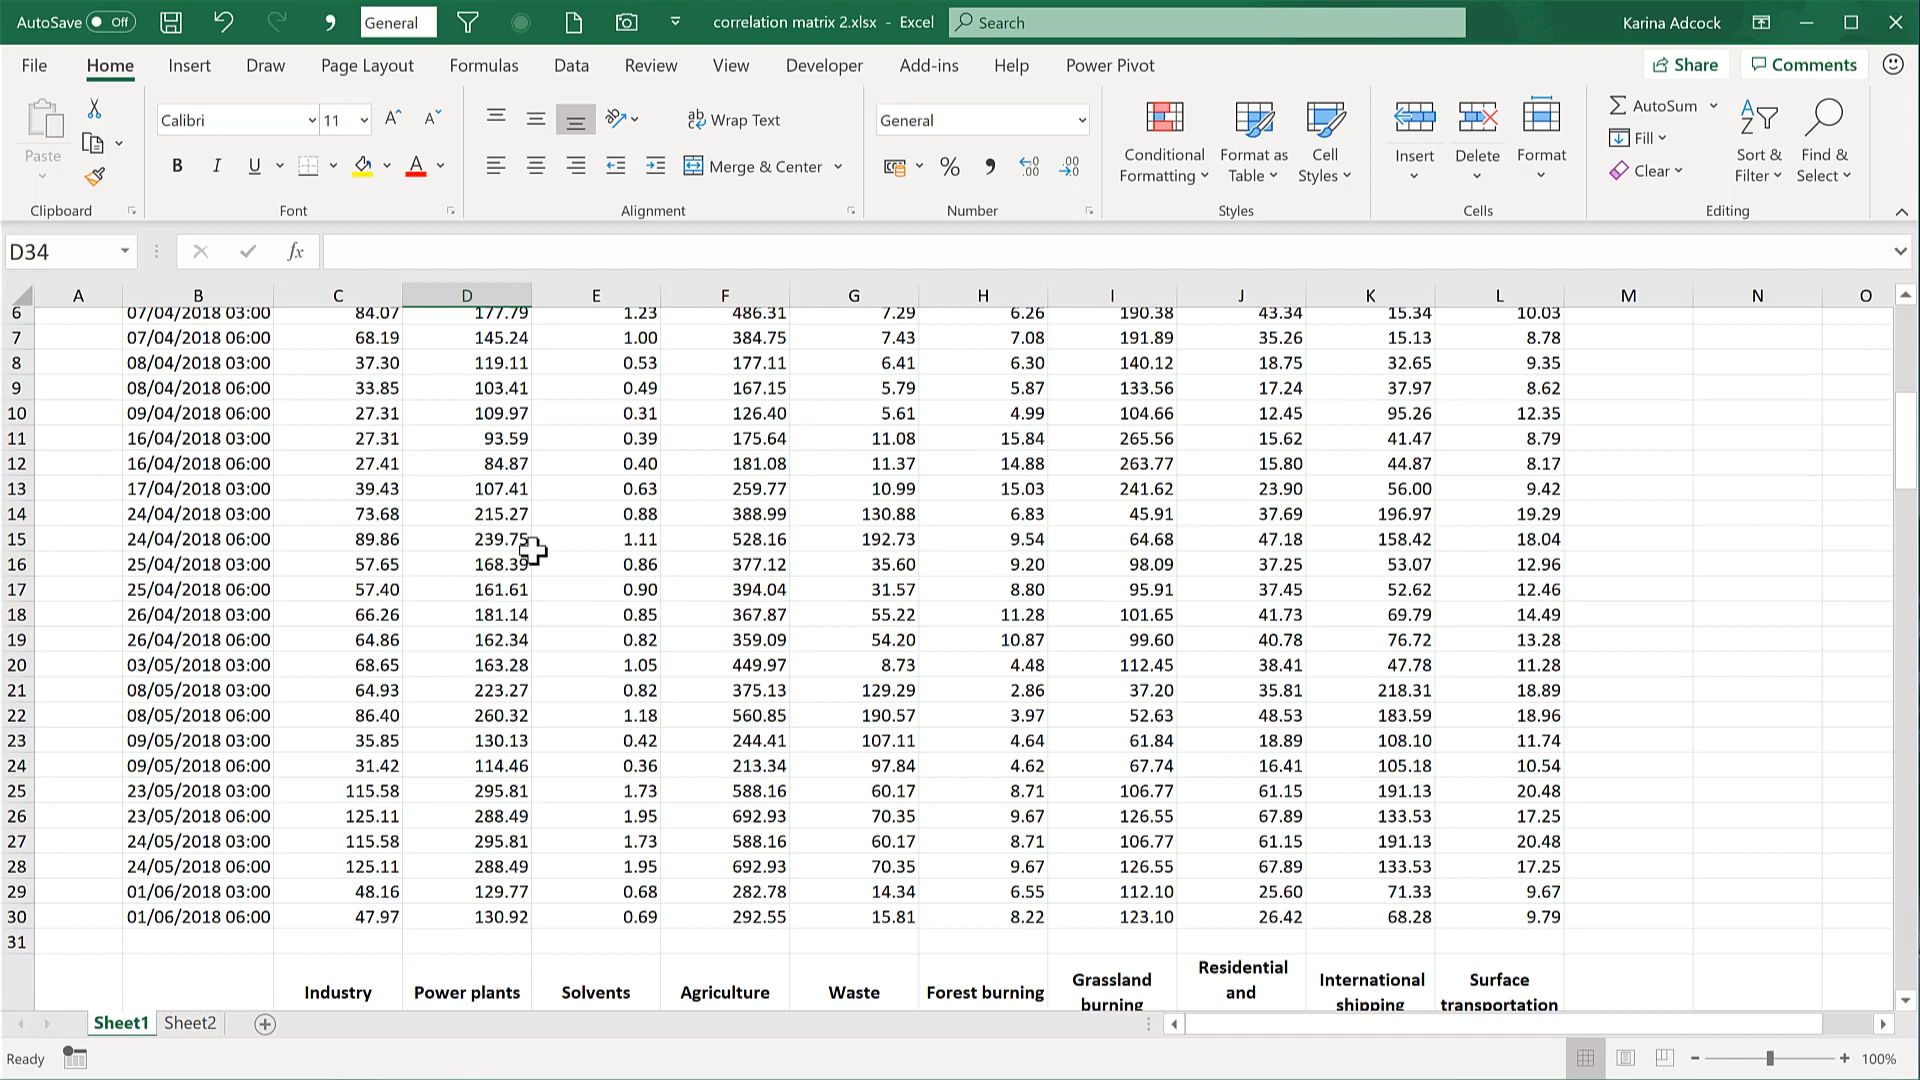 AutoSave Off General correlation matrix 2.xlsx - Excel Search Karina Adcock
File Home Insert Draw Page Layout Formulas Data Review View Developer Add-ins Help Power Pivot Share Comments
Paste
Calibri 11
B I U A
Wrap Text
Merge & Center
General
%
Conditional Formatting
Format as Table
Cell Styles
Insert
Delete
Format
AutoSum
Fill
Clear
Sort & Filter
Find & Select
Clipboard Font Alignment Number Styles Cells Editing
D34 fx
A B C D E F G H I J K L M N O
6 07/04/2018 03:00 84.07 177.79 1.23 486.31 7.29 6.26 190.38 43.34 15.34 10.03
7 07/04/2018 06:00 68.19 145.24 1.00 384.75 7.43 7.08 191.89 35.26 15.13 8.78
8 08/04/2018 03:00 37.30 119.11 0.53 177.11 6.41 6.30 140.12 18.75 32.65 9.35
9 08/04/2018 06:00 33.85 103.41 0.49 167.15 5.79 5.87 133.56 17.24 37.97 8.62
10 09/04/2018 06:00 27.31 109.97 0.31 126.40 5.61 4.99 104.66 12.45 95.26 12.35
11 16/04/2018 03:00 27.31 93.59 0.39 175.64 11.08 15.84 265.56 15.62 41.47 8.79
12 16/04/2018 06:00 27.41 84.87 0.40 181.08 11.37 14.88 263.77 15.80 44.87 8.17
13 17/04/2018 03:00 39.43 107.41 0.63 259.77 10.99 15.03 241.62 23.90 56.00 9.42
14 24/04/2018 03:00 73.68 215.27 0.88 388.99 130.88 6.83 45.91 37.69 196.97 19.29
15 24/04/2018 06:00 89.86 239.75 1.11 528.16 192.73 9.54 64.68 47.18 158.42 18.04
16 25/04/2018 03:00 57.65 168.39 0.86 377.12 35.60 9.20 98.09 37.25 53.07 12.96
17 25/04/2018 06:00 57.40 161.61 0.90 394.04 31.57 8.80 95.91 37.45 52.62 12.46
18 26/04/2018 03:00 66.26 181.14 0.85 367.87 55.22 11.28 101.65 41.73 69.79 14.49
19 26/04/2018 06:00 64.86 162.34 0.82 359.09 54.20 10.87 99.60 40.78 76.72 13.28
20 03/05/2018 03:00 68.65 163.28 1.05 449.97 8.73 4.48 112.45 38.41 47.78 11.28
21 08/05/2018 03:00 64.93 223.27 0.82 375.13 129.29 2.86 37.20 35.81 218.31 18.89
22 08/05/2018 06:00 86.40 260.32 1.18 560.85 190.57 3.97 52.63 48.53 183.59 18.96
23 09/05/2018 03:00 35.85 130.13 0.42 244.41 107.11 4.64 61.84 18.89 108.10 11.74
24 09/05/2018 06:00 31.42 114.46 0.36 213.34 97.84 4.62 67.74 16.41 105.18 10.54
25 23/05/2018 03:00 115.58 295.81 1.73 588.16 60.17 8.71 106.77 61.15 191.13 20.48
26 23/05/2018 06:00 125.11 288.49 1.95 692.93 70.35 9.67 126.55 67.89 133.53 17.25
27 24/05/2018 03:00 115.58 295.81 1.73 588.16 60.17 8.71 106.77 61.15 191.13 20.48
28 24/05/2018 06:00 125.11 288.49 1.95 692.93 70.35 9.67 126.55 67.89 133.53 17.25
29 01/06/2018 03:00 48.16 129.77 0.68 282.78 14.34 6.55 112.10 25.60 71.33 9.67
30 01/06/2018 06:00 47.97 130.92 0.69 292.55 15.81 8.22 123.10 26.42 68.28 9.79
31
Industry Power plants Solvents Agriculture Waste Forest burning Grassland burning Residential and International shipping Surface transportation
Sheet1 Sheet2
Ready 100%